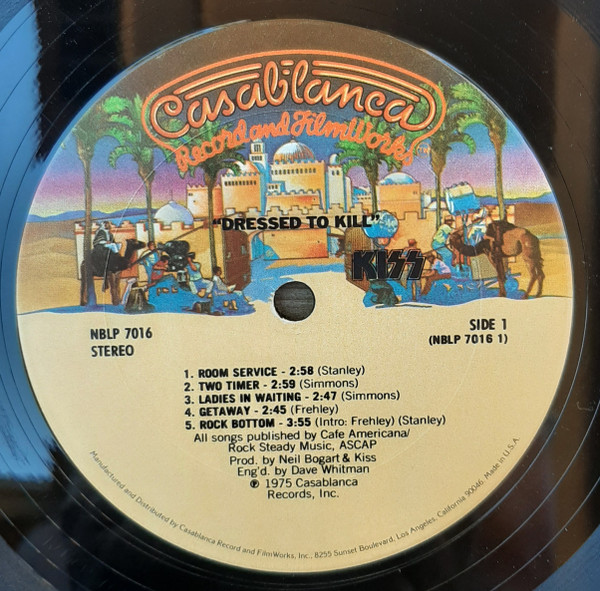 Casablanca
Record and FilmWorks
"DRESSED TO KILL"
KISS
NBLP 7016
STEREO
SIDE 1
(NBLP 7016 1)
1. ROOM SERVICE - 2:58 (Stanley)
2. TWO TIMER - 2:59 (Simmons)
3. LADIES IN WAITING - 2:47 (Simmons)
4. GETAWAY - 2:45 (Frehley)
5. ROCK BOTTOM - 3:55 (Intro: Frehley) (Stanley)
All songs published by Cafe Americana/
Rock Steady Music, ASCAP
Prod. by Neil Bogart & Kiss
Eng'd. by Dave Whitman
℗ 1975 Casablanca
Records, Inc.
Manufactured and Distributed by Casablanca Record and FilmWorks, Inc., 8255 Sunset Boulevard, Los Angeles, California 90046. Made in U.S.A.